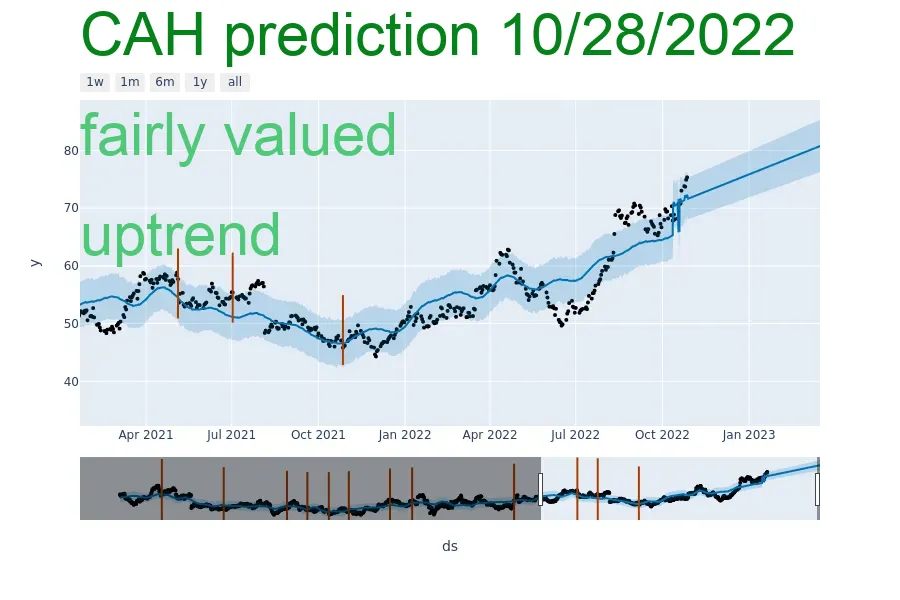 CAH prediction 10/28/2022
1w 1m 6m 1y all
fairly valued
80
70
uptrend
60
y
50
40
Apr 2021 Jul 2021 Oct 2021 Jan 2022 Apr 2022 Jul 2022 Oct 2022 Jan 2023
ds